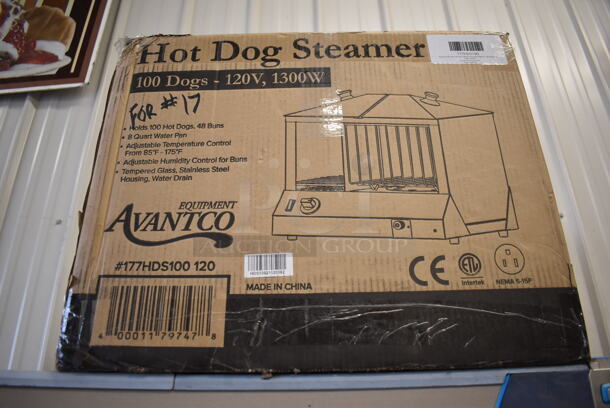 Hot Dog Steamer
100 Dogs - 120V, 1300W
FOR #17
• Holds 100 Hot Dogs, 48 Buns
• 8 Quart Water Pan
• Adjustable Temperature Control
From 85°F - 175°F
• Adjustable Humidity Control for Buns
• Tempered Glass, Stainless Steel
Housing, Water Drain
EQUIPMENT
AVANTCO
AUCTION GROUP
#177HDS100 120
MADE IN CHINA
CE
ETL
Intertek
NEMA 5-15P
4 00011 79747 8